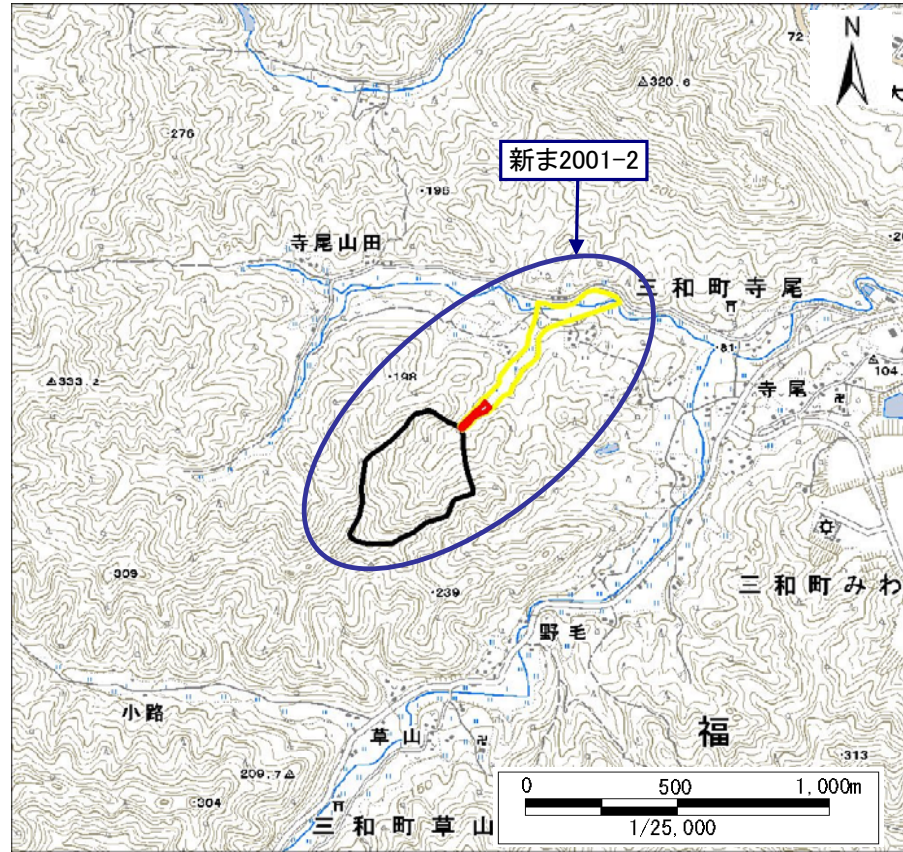 72
N
320.6
276
新ま2001-2
196
寺尾山田
三和町寺尾
81
333.2
198
寺尾
104.
309
239
三和町みわ
野毛
小路
草山
福
209.7
313
304
三和町草山
0 500 1,000m
1/25,000